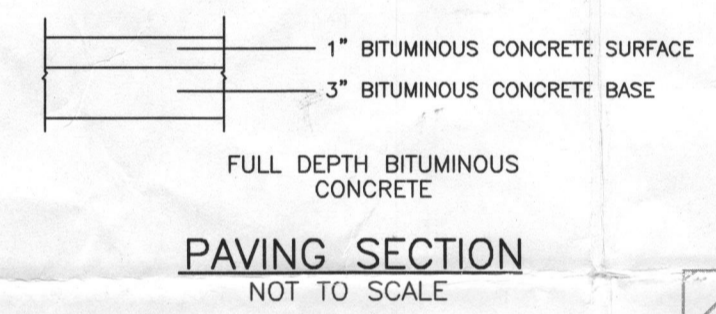 1" BITUMINOUS CONCRETE SURFACE
3" BITUMINOUS CONCRETE BASE
FULL DEPTH BITUMINOUS
CONCRETE
PAVING SECTION
NOT TO SCALE